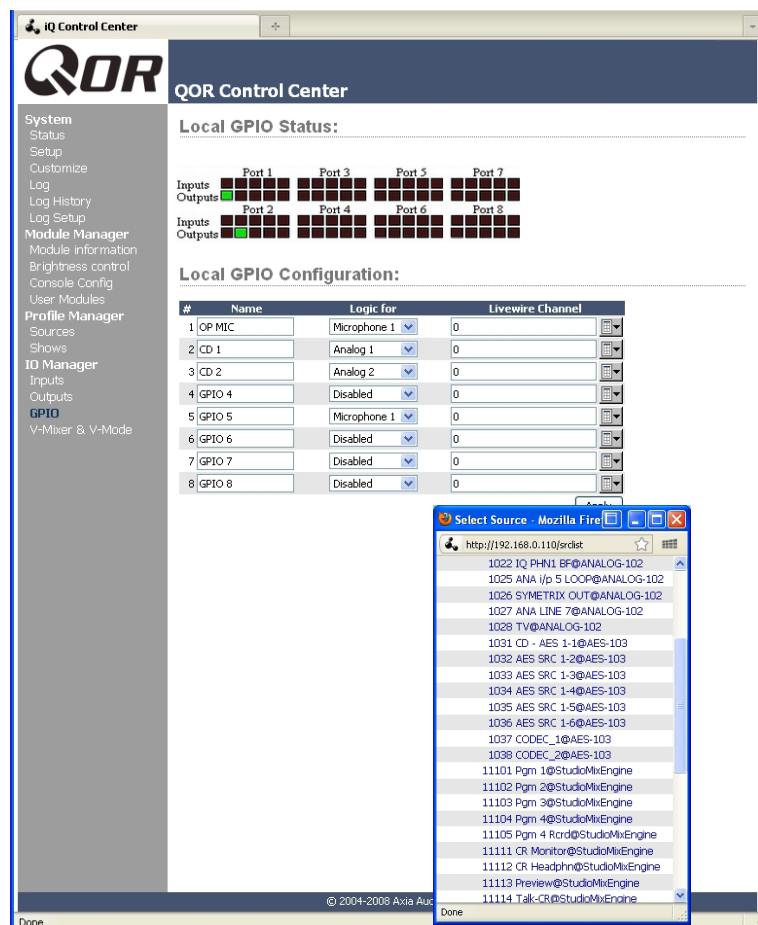 iQ Control Center
QOR
QOR Control Center
System
Status
Setup
Customize
Log
Log History
Log Setup
Module Manager
Module information
Brightness control
Console Config
User Modules
Profile Manager
Sources
Shows
IO Manager
Inputs
Outputs
GPIO
V-Mixer & V-Mode
Local GPIO Status:
Port 1 Port 3 Port 5 Port 7
Inputs
Outputs
Port 2 Port 4 Port 6 Port 8
Inputs
Outputs
Local GPIO Configuration:
# Name Logic for Livewire Channel
1 OP MIC Microphone 1 0
2 CD 1 Analog 1 0
3 CD 2 Analog 2 0
4 GPIO 4 Disabled 0
5 GPIO 5 Microphone 1 0
6 GPIO 6 Disabled 0
7 GPIO 7 Disabled 0
8 GPIO 8 Disabled 0
Apply
Select Source - Mozilla Fire
http://192.168.0.110/srclist
1022 IQ PHN1 BF@ANALOG-102
1025 ANA i/p 5 LOOP@ANALOG-102
1026 SYMETRIX OUT@ANALOG-102
1027 ANA LINE 7@ANALOG-102
1028 TV@ANALOG-102
1031 CD - AES 1-1@AES-103
1032 AES SRC 1-2@AES-103
1033 AES SRC 1-3@AES-103
1034 AES SRC 1-4@AES-103
1035 AES SRC 1-5@AES-103
1036 AES SRC 1-6@AES-103
1037 CODEC_1@AES-103
1038 CODEC_2@AES-103
11101 Pgm 1@StudioMixEngine
11102 Pgm 2@StudioMixEngine
11103 Pgm 3@StudioMixEngine
11104 Pgm 4@StudioMixEngine
11105 Pgm 4 Rcrd@StudioMixEngine
11111 CR Monitor@StudioMixEngine
11112 CR Headphn@StudioMixEngine
11113 Preview@StudioMixEngine
11114 Talk-CR@StudioMixEngine
Done
© 2004-2008 Axia Aud
Done